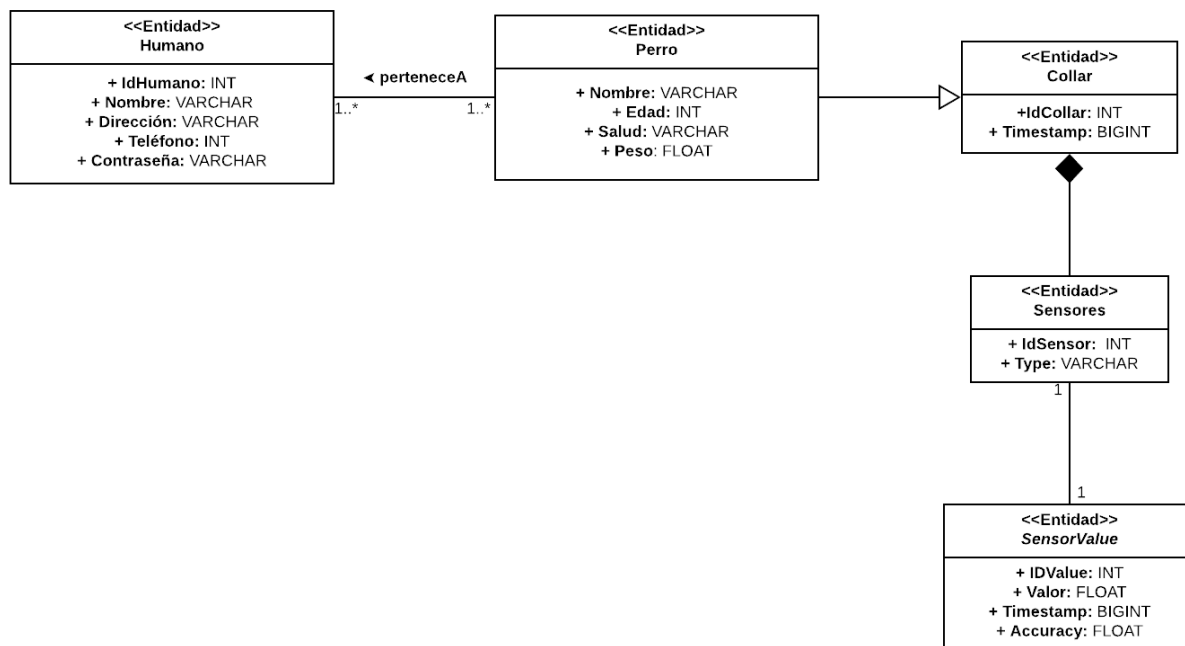 <<Entidad>>
Humano
+ IdHumano: INT
+ Nombre: VARCHAR
+ Dirección: VARCHAR
+ Teléfono: INT
+ Contraseña: VARCHAR
perteneceA
1..*
1..*
<<Entidad>>
Perro
+ Nombre: VARCHAR
+ Edad: INT
+ Salud: VARCHAR
+ Peso: FLOAT
<<Entidad>>
Collar
+IdCollar: INT
+ Timestamp: BIGINT
<<Entidad>>
Sensores
+ IdSensor: INT
+ Type: VARCHAR
1
1
<<Entidad>>
SensorValue
+ IDValue: INT
+ Valor: FLOAT
+ Timestamp: BIGINT
+ Accuracy: FLOAT